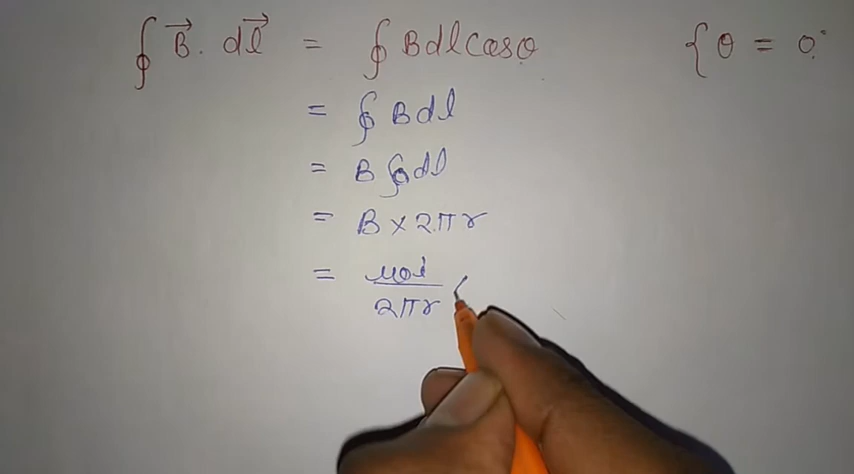 ∮ B⃗ . dl⃗ = ∮ Bdlcosθ { θ = 0°
= ∮ Bdl
= B ∮ dl
= B × 2πr
= μ0i / 2πr